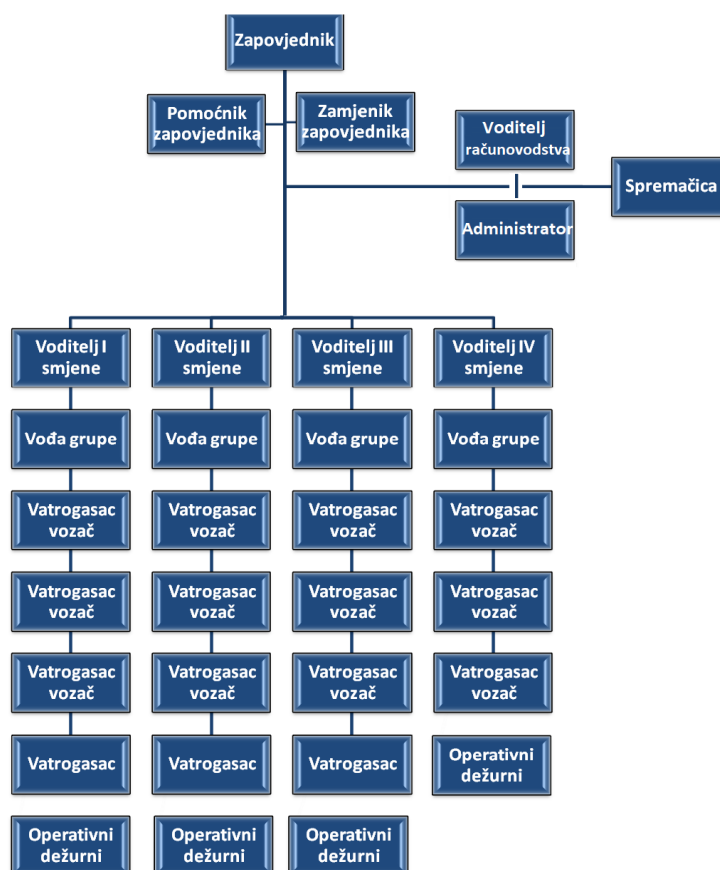 Zapovjednik
Pomoćnik
zapovjednika
Zamjenik
zapovjednika
Voditelj
računovodstva
Spremačica
Administrator
Voditelj I
smjene
Voditelj II
smjene
Voditelj III
smjene
Voditelj IV
smjene
Vođa grupe
Vođa grupe
Vođa grupe
Vođa grupe
Vatrogasac
vozač
Vatrogasac
vozač
Vatrogasac
vozač
Vatrogasac
vozač
Vatrogasac
vozač
Vatrogasac
vozač
Vatrogasac
vozač
Vatrogasac
vozač
Vatrogasac
vozač
Vatrogasac
vozač
Vatrogasac
vozač
Vatrogasac
vozač
Vatrogasac
Vatrogasac
Vatrogasac
Operativni
dežurni
Operativni
dežurni
Operativni
dežurni
Operativni
dežurni